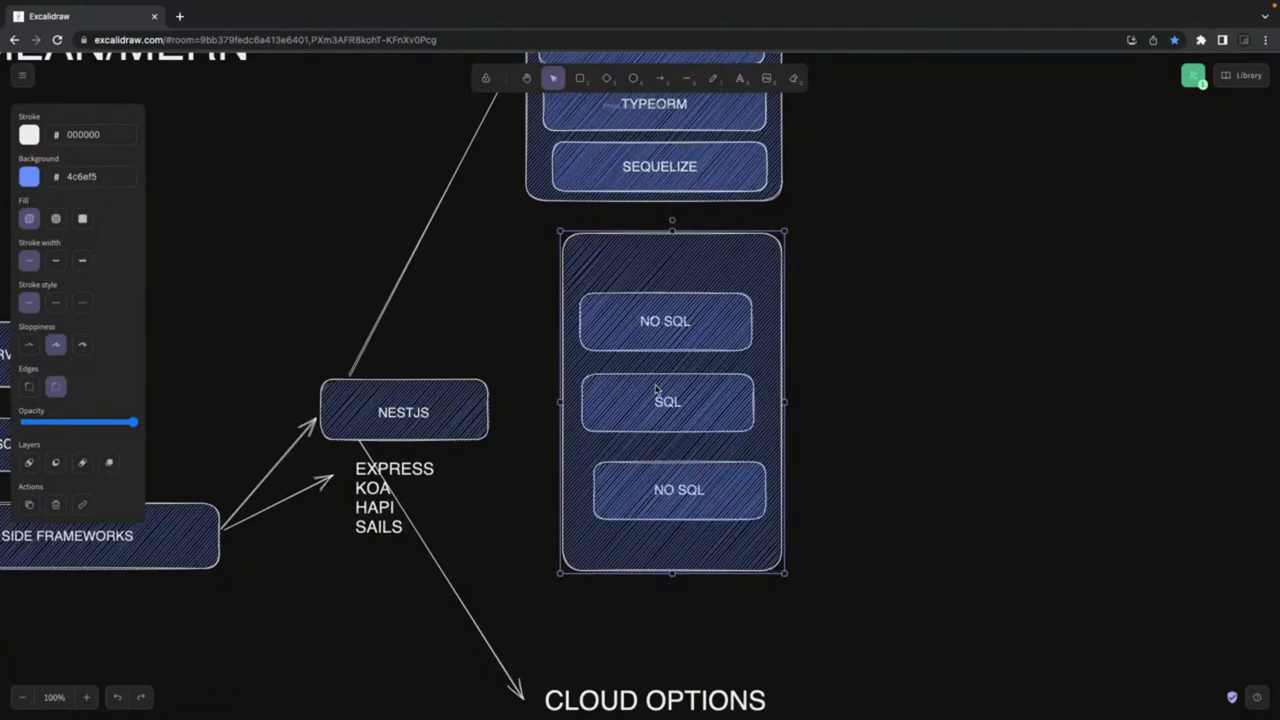 Excalidraw
excalidraw.com/#room=9bb379fedc6a413e6401,PXm3AFR8kohT-KFnXv0Pcg
Library
TYPEORM
SEQUELIZE
Stroke
# 000000
Background
# 4c6ef5
Fill
Stroke width
Stroke style
Sloppiness
Edges
Opacity
Layers
Actions
NO SQL
SQL
NO SQL
NESTJS
EXPRESS
KOA
HAPI
SAILS
SIDE FRAMEWORKS
CLOUD OPTIONS
100%